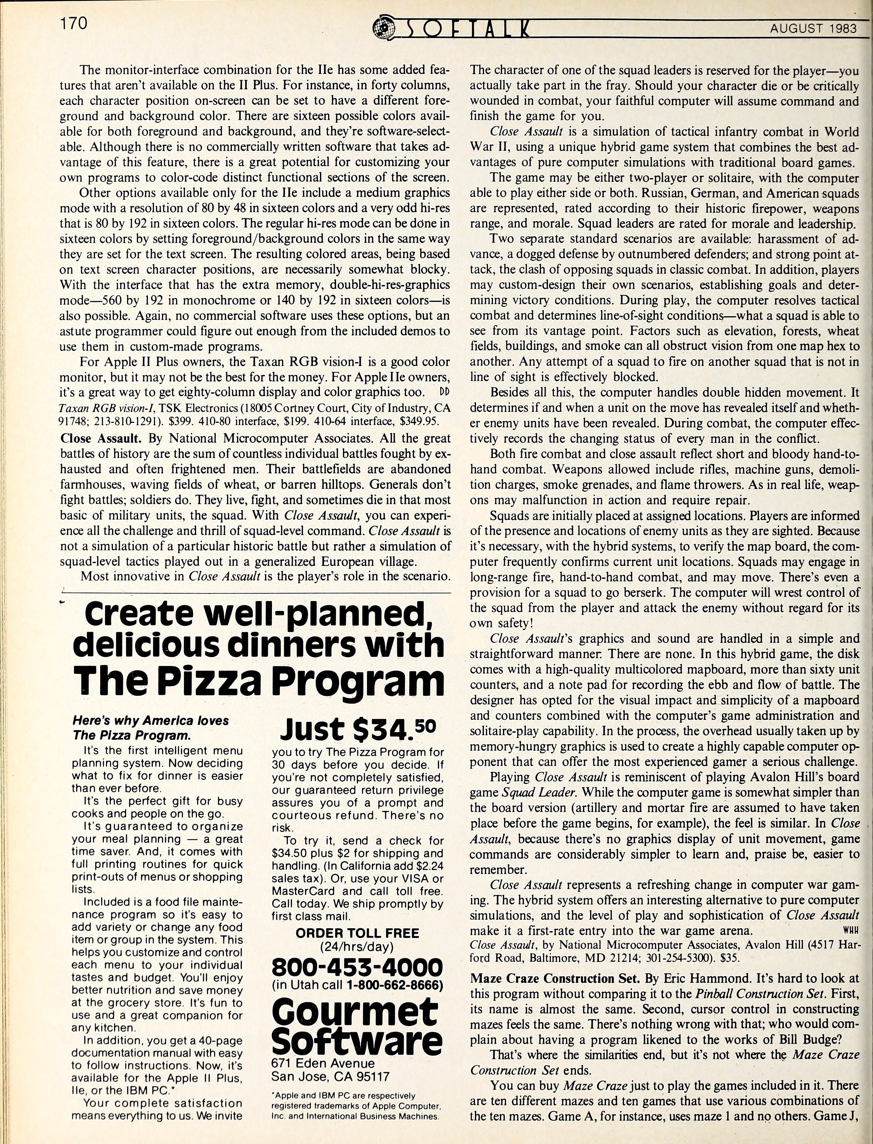 170
SOFTALK
AUGUST 1983
The monitor-interface combination for the IIe has some added fea-
tures that aren't available on the II Plus. For instance, in forty columns,
each character position on-screen can be set to have a different fore-
ground and background color. There are sixteen possible colors avail-
able for both foreground and background, and they're software-select-
able. Although there is no commercially written software that takes ad-
vantage of this feature, there is a great potential for customizing your
own programs to color-code distinct functional sections of the screen.
Other options available only for the IIe include a medium graphics
mode with a resolution of 80 by 48 in sixteen colors and a very odd hi-res
that is 80 by 192 in sixteen colors. The regular hi-res mode can be done in
sixteen colors by setting foreground/background colors in the same way
they are set for the text screen. The resulting colored areas, being based
on text screen character positions, are necessarily somewhat blocky.
With the interface that has the extra memory, double-hi-res-graphics
mode—560 by 192 in monochrome or 140 by 192 in sixteen colors—is
also possible. Again, no commercial software uses these options, but an
astute programmer could figure out enough from the included demos to
use them in custom-made programs.
For Apple II Plus owners, the Taxan RGB vision-I is a good color
monitor, but it may not be the best for the money. For Apple IIe owners,
it's a great way to get eighty-column display and color graphics too. DD
Taxan RGB vision-I, TSK Electronics (18005 Cortney Court, City of Industry, CA
91748; 213-810-1291). $399. 410-80 interface, $199. 410-64 interface, $349.95.
Close Assault. By National Microcomputer Associates. All the great
battles of history are the sum of countless individual battles fought by ex-
hausted and often frightened men. Their battlefields are abandoned
farmhouses, waving fields of wheat, or barren hilltops. Generals don't
fight battles; soldiers do. They live, fight, and sometimes die in that most
basic of military units, the squad. With Close Assault, you can experi-
ence all the challenge and thrill of squad-level command. Close Assault is
not a simulation of a particular historic battle but rather a simulation of
squad-level tactics played out in a generalized European village.
Most innovative in Close Assault is the player's role in the scenario.
Create well-planned,
delicious dinners with
The Pizza Program
Here's why America loves
The Pizza Program.
It's the first intelligent menu
planning system. Now deciding
what to fix for dinner is easier
than ever before.
It's the perfect gift for busy
cooks and people on the go.
It's guaranteed to organize
your meal planning — a great
time saver. And, it comes with
full printing routines for quick
print-outs of menus or shopping
lists.
Included is a food file mainte-
nance program so it's easy to
add variety or change any food
item or group in the system. This
helps you customize and control
each menu to your individual
tastes and budget. You'll enjoy
better nutrition and save money
at the grocery store. It's fun to
use and a great companion for
any kitchen.
In addition, you get a 40-page
documentation manual with easy
to follow instructions. Now, it's
available for the Apple II Plus,
IIe, or the IBM PC.*
Your complete satisfaction
means everything to us. We invite
Just $34.50
you to try The Pizza Program for
30 days before you decide. If
you're not completely satisfied,
our guaranteed return privilege
assures you of a prompt and
courteous refund. There's no
risk.
To try it, send a check for
$34.50 plus $2 for shipping and
handling. (In California add $2.24
sales tax). Or, use your VISA or
MasterCard and call toll free.
Call today. We ship promptly by
first class mail.
ORDER TOLL FREE
(24/hrs/day)
800-453-4000
(in Utah call 1-800-662-8666)
Gourmet
Software
671 Eden Avenue
San Jose, CA 95117
*Apple and IBM PC are respectively
registered trademarks of Apple Computer,
Inc. and International Business Machines.
The character of one of the squad leaders is reserved for the player—you
actually take part in the fray. Should your character die or be critically
wounded in combat, your faithful computer will assume command and
finish the game for you.
Close Assault is a simulation of tactical infantry combat in World
War II, using a unique hybrid game system that combines the best ad-
vantages of pure computer simulations with traditional board games.
The game may be either two-player or solitaire, with the computer
able to play either side or both. Russian, German, and American squads
are represented, rated according to their historic firepower, weapons
range, and morale. Squad leaders are rated for morale and leadership.
Two separate standard scenarios are available: harassment of ad-
vance, a dogged defense by outnumbered defenders; and strong point at-
tack, the clash of opposing squads in classic combat. In addition, players
may custom-design their own scenarios, establishing goals and deter-
mining victory conditions. During play, the computer resolves tactical
combat and determines line-of-sight conditions—what a squad is able to
see from its vantage point. Factors such as elevation, forests, wheat
fields, buildings, and smoke can all obstruct vision from one map hex to
another. Any attempt of a squad to fire on another squad that is not in
line of sight is effectively blocked.
Besides all this, the computer handles double hidden movement. It
determines if and when a unit on the move has revealed itself and wheth-
er enemy units have been revealed. During combat, the computer effec-
tively records the changing status of every man in the conflict.
Both fire combat and close assault reflect short and bloody hand-to-
hand combat. Weapons allowed include rifles, machine guns, demoli-
tion charges, smoke grenades, and flame throwers. As in real life, weap-
ons may malfunction in action and require repair.
Squads are initially placed at assigned locations. Players are informed
of the presence and locations of enemy units as they are sighted. Because
it's necessary, with the hybrid systems, to verify the map board, the com-
puter frequently confirms current unit locations. Squads may engage in
long-range fire, hand-to-hand combat, and may move. There's even a
provision for a squad to go berserk. The computer will wrest control of
the squad from the player and attack the enemy without regard for its
own safety!
Close Assault's graphics and sound are handled in a simple and
straightforward manner. There are none. In this hybrid game, the disk
comes with a high-quality multicolored mapboard, more than sixty unit
counters, and a note pad for recording the ebb and flow of battle. The
designer has opted for the visual impact and simplicity of a mapboard
and counters combined with the computer's game administration and
solitaire-play capability. In the process, the overhead usually taken up by
memory-hungry graphics is used to create a highly capable computer op-
ponent that can offer the most experienced gamer a serious challenge.
Playing Close Assault is reminiscent of playing Avalon Hill's board
game Squad Leader. While the computer game is somewhat simpler than
the board version (artillery and mortar fire are assumed to have taken
place before the game begins, for example), the feel is similar. In Close
Assault, because there's no graphics display of unit movement, game
commands are considerably simpler to learn and, praise be, easier to
remember.
Close Assault represents a refreshing change in computer war gam-
ing. The hybrid system offers an interesting alternative to pure computer
simulations, and the level of play and sophistication of Close Assault
make it a first-rate entry into the war game arena. WHH
Close Assault, by National Microcomputer Associates, Avalon Hill (4517 Har-
ford Road, Baltimore, MD 21214; 301-254-5300). $35.
Maze Craze Construction Set. By Eric Hammond. It's hard to look at
this program without comparing it to the Pinball Construction Set. First,
its name is almost the same. Second, cursor control in constructing
mazes feels the same. There's nothing wrong with that; who would com-
plain about having a program likened to the works of Bill Budge?
That's where the similarities end, but it's not where the Maze Craze
Construction Set ends.
You can buy Maze Craze just to play the games included in it. There
are ten different mazes and ten games that use various combinations of
the ten mazes. Game A, for instance, uses maze 1 and no others. Game J,